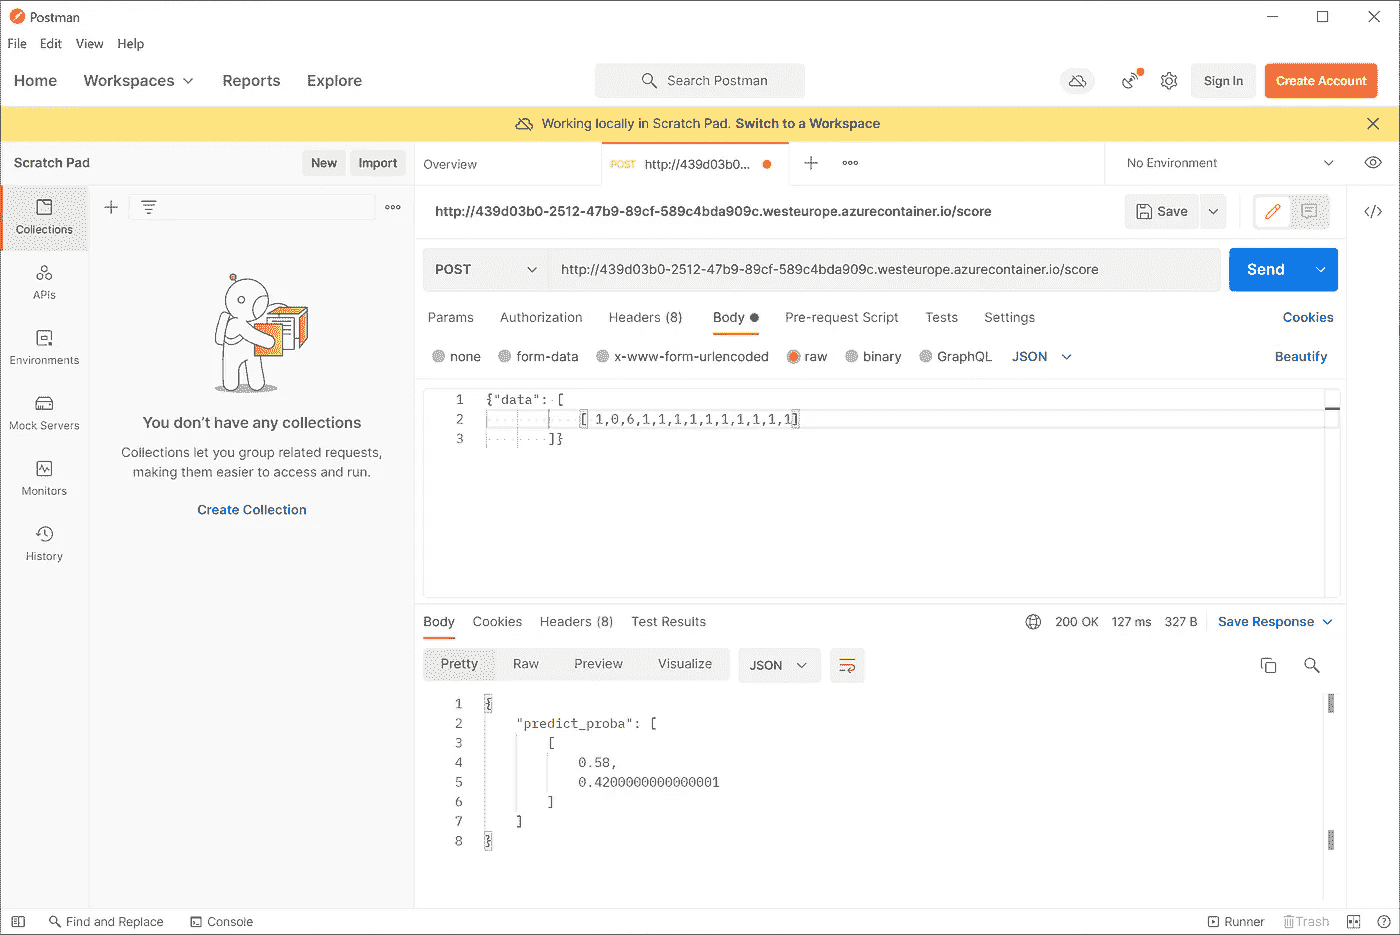 Postman
File Edit View Help
Home Workspaces Reports Explore Search Postman Sign In Create Account
Working locally in Scratch Pad. Switch to a Workspace
Scratch Pad New Import Overview POST http://439d03b0... No Environment
http://439d03b0-2512-47b9-89cf-589c4bda909c.westeurope.azurecontainer.io/score Save
Collections
POST http://439d03b0-2512-47b9-89cf-589c4bda909c.westeurope.azurecontainer.io/score Send
APIs
Params Authorization Headers (8) Body Pre-request Script Tests Settings Cookies
Environments
none form-data x-www-form-urlencoded raw binary GraphQL JSON Beautify
Mock Servers
Monitors
History
You don't have any collections
Collections let you group related requests,
making them easier to access and run.
Create Collection
1 {"data": [
2 [ 1,0,6,1,1,1,1,1,1,1,1,1,1]
3 ]}
Body Cookies Headers (8) Test Results 200 OK 127 ms 327 B Save Response
Pretty Raw Preview Visualize JSON
1 {
2 "predict_proba": [
3 [
4 0.58,
5 0.4200000000000001
6 ]
7 ]
8 }
Find and Replace Console Runner Trash